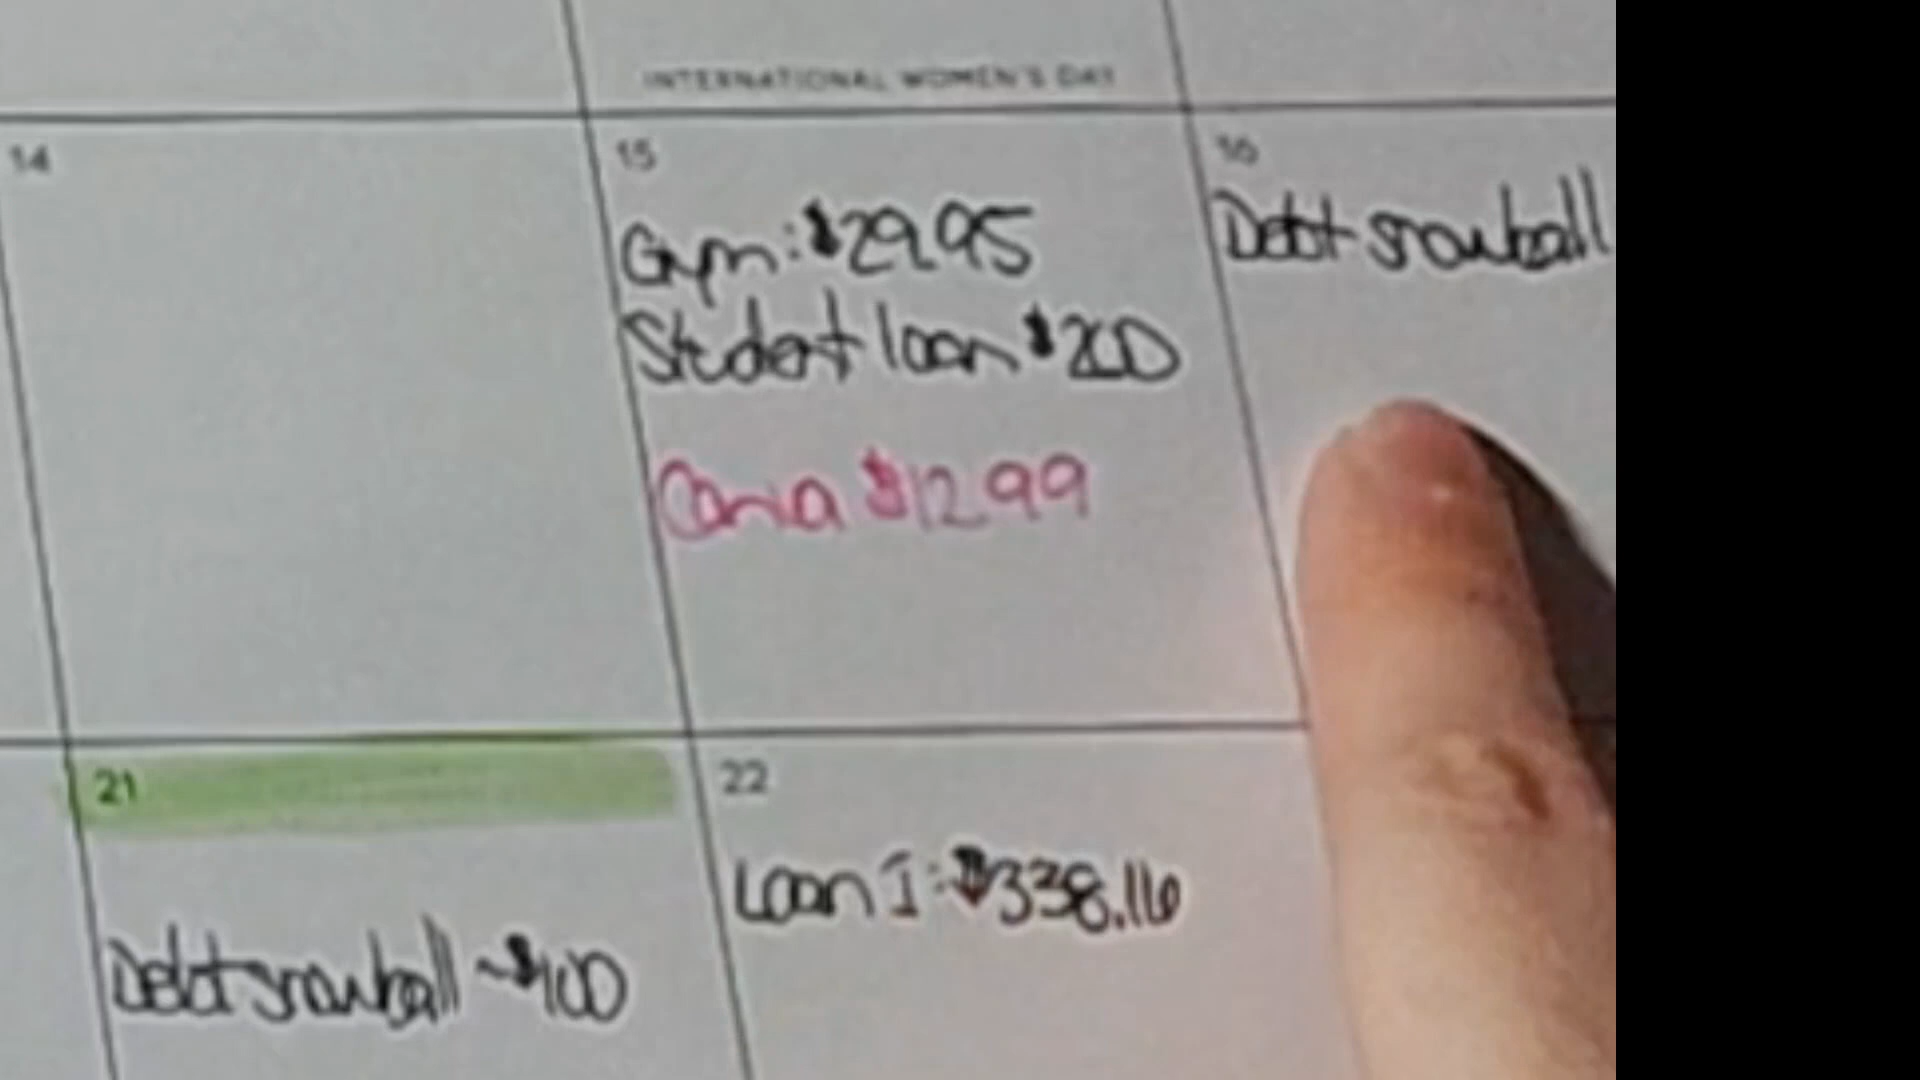 INTERNATIONAL WOMEN'S DAY
14
15
16
Gym: $29.95
Student loan $200
Canva $12.99
Debt snowball
21
22
Debt snowball ~$100
Loan I: $338.16